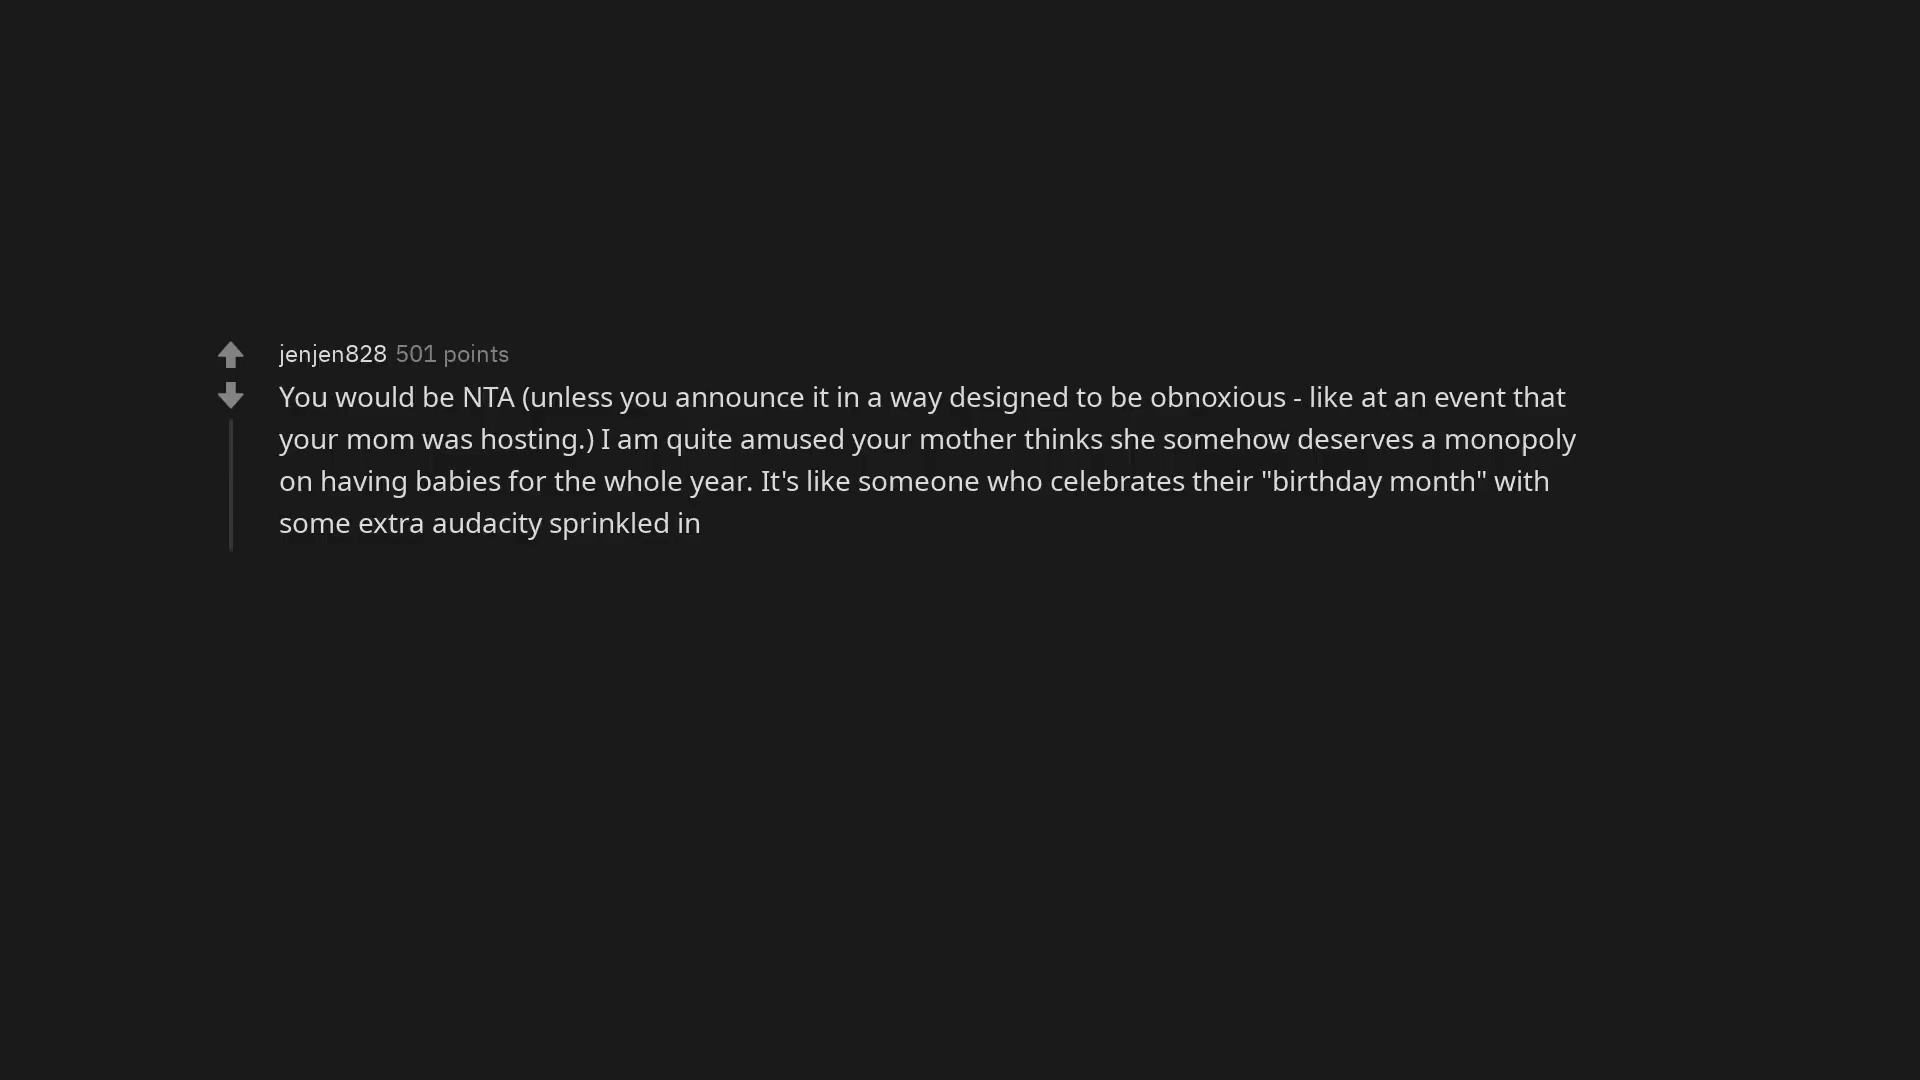 jenjen828 501 points
You would be NTA (unless you announce it in a way designed to be obnoxious - like at an event that
your mom was hosting.) I am quite amused your mother thinks she somehow deserves a monopoly
on having babies for the whole year. It's like someone who celebrates their "birthday month" with
some extra audacity sprinkled in